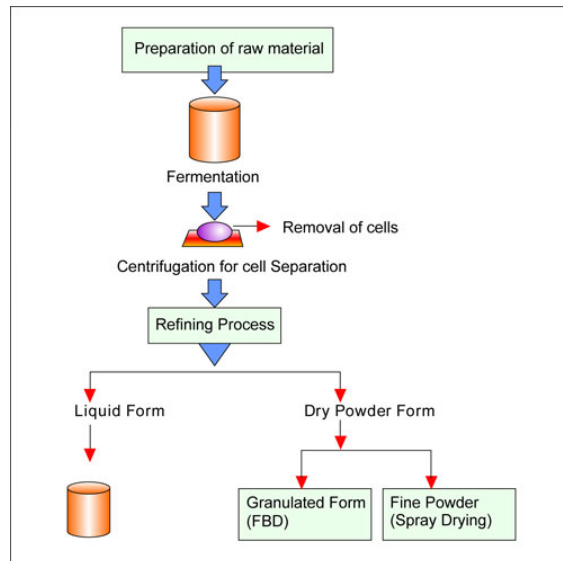 Preparation of raw material
Fermentation
Removal of cells
Centrifugation for cell Separation
Refining Process
Liquid Form
Dry Powder Form
Granulated Form
(FBD)
Fine Powder
(Spray Drying)